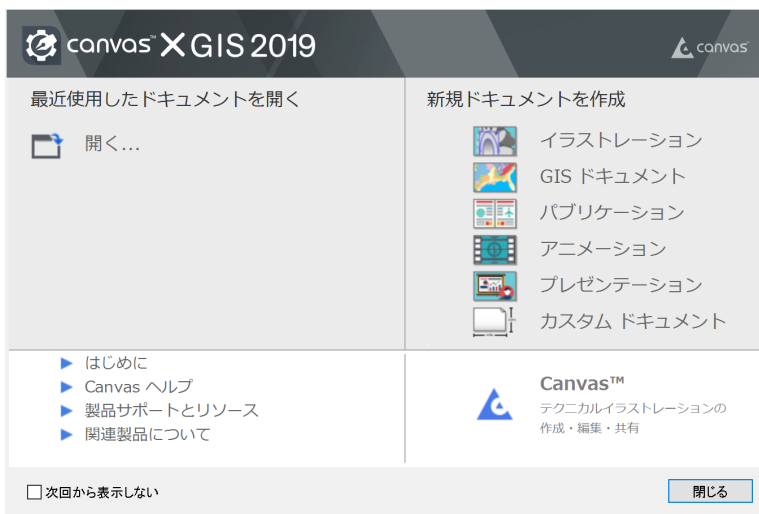 canvas™ X GIS 2019
canvas™
最近使用したドキュメントを開く
開く...
新規ドキュメントを作成
イラストレーション
GIS ドキュメント
パブリケーション
アニメーション
プレゼンテーション
カスタム ドキュメント
はじめに
Canvas ヘルプ
製品サポートとリソース
関連製品について
Canvas™
テクニカルイラストレーションの
作成・編集・共有
次回から表示しない
閉じる